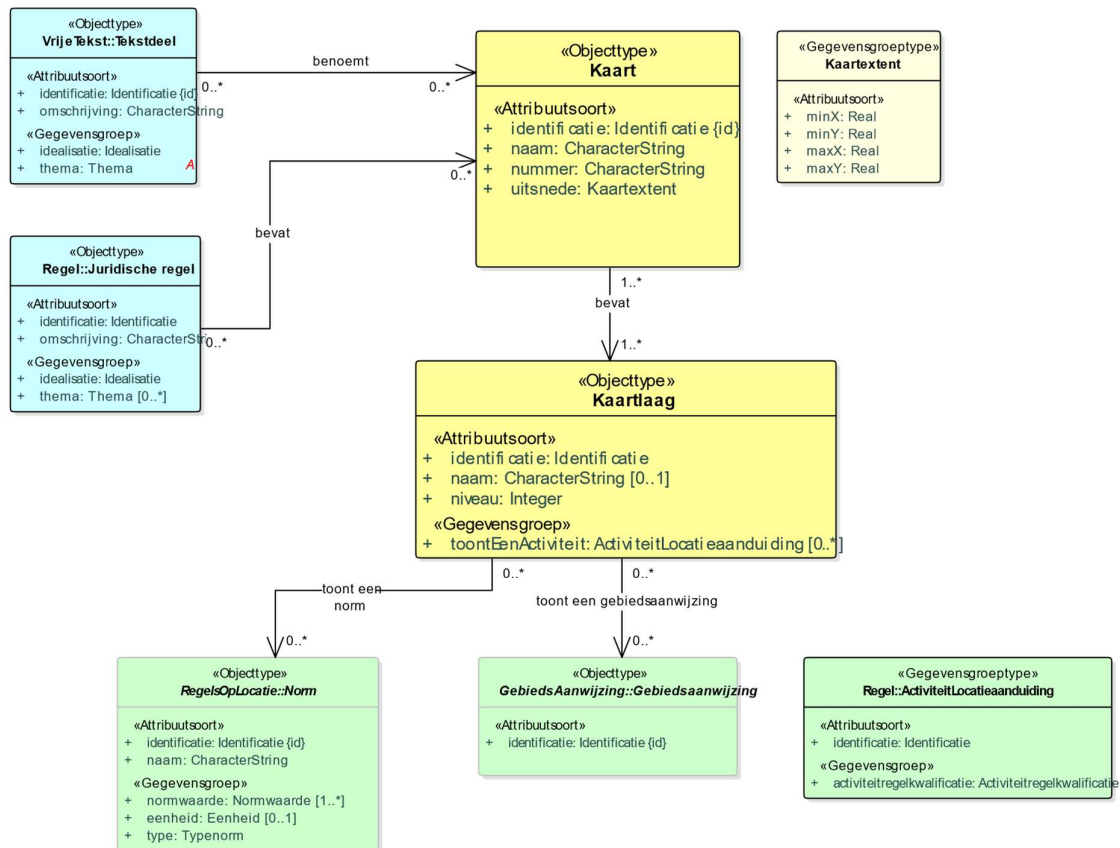 «Objecttype»
VrijeTekst::Tekstdeel
«Attribuutsoort»
+ identificatie: Identificatie {id}
+ omschrijving: CharacterString
«Gegevensgroep»
+ idealisatie: Idealisatie
+ thema: Thema
A
benoemt
0..*
0..*
«Objecttype»
Kaart
«Attribuutsoort»
+ identificatie: Identificatie {id}
+ naam: CharacterString
+ nummer: CharacterString
+ uitsnede: Kaartextent
«Gegevensgroeptype»
Kaartextent
«Attribuutsoort»
+ minX: Real
+ minY: Real
+ maxX: Real
+ maxY: Real
0..*
bevat
«Objecttype»
Regel::Juridische regel
«Attribuutsoort»
+ identificatie: Identificatie
+ omschrijving: CharacterStri
0..*
«Gegevensgroep»
+ idealisatie: Idealisatie
+ thema: Thema [0..*]
1..*
bevat
1..*
«Objecttype»
Kaartlaag
«Attribuutsoort»
+ identificatie: Identificatie
+ naam: CharacterString [0..1]
+ niveau: Integer
«Gegevensgroep»
+ toontEenActiviteit: ActiviteitLocatieaanduiding [0..*]
0..*
toont een
norm
0..*
0..*
toont een gebiedsaanwijzing
0..*
«Objecttype»
RegelsOpLocatie::Norm
«Attribuutsoort»
+ identificatie: Identificatie {id}
+ naam: CharacterString
«Gegevensgroep»
+ normwaarde: Normwaarde [1..*]
+ eenheid: Eenheid [0..1]
+ type: Typenorm
«Objecttype»
GebiedsAanwijzing::Gebiedsaanwijzing
«Attribuutsoort»
+ identificatie: Identificatie {id}
«Gegevensgroeptype»
Regel::ActiviteitLocatieaanduiding
«Attribuutsoort»
+ identificatie: Identificatie
«Gegevensgroep»
+ activiteitregelkwalificatie: Activiteitregelkwalificatie